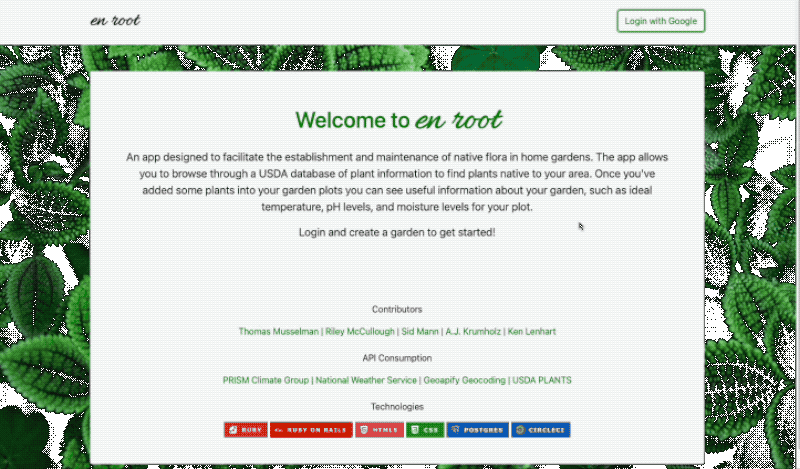 en root
Login with Google
Welcome to en root
An app designed to facilitate the establishment and maintenance of native flora in home gardens. The app allows
you to browse through a USDA database of plant information to find plants native to your area. Once you've
added some plants into your garden plots you can see useful information about your garden, such as ideal
temperature, pH levels, and moisture levels for your plot.
Login and create a garden to get started!
Contributors
Thomas Musselman | Riley McCullough | Sid Mann | A.J. Krumholz | Ken Lenhart
API Consumption
PRISM Climate Group | National Weather Service | Geoapify Geocoding | USDA PLANTS
Technologies
RUBY RUBY ON RAILS HTML5 CSS POSTGRES CIRCLECI